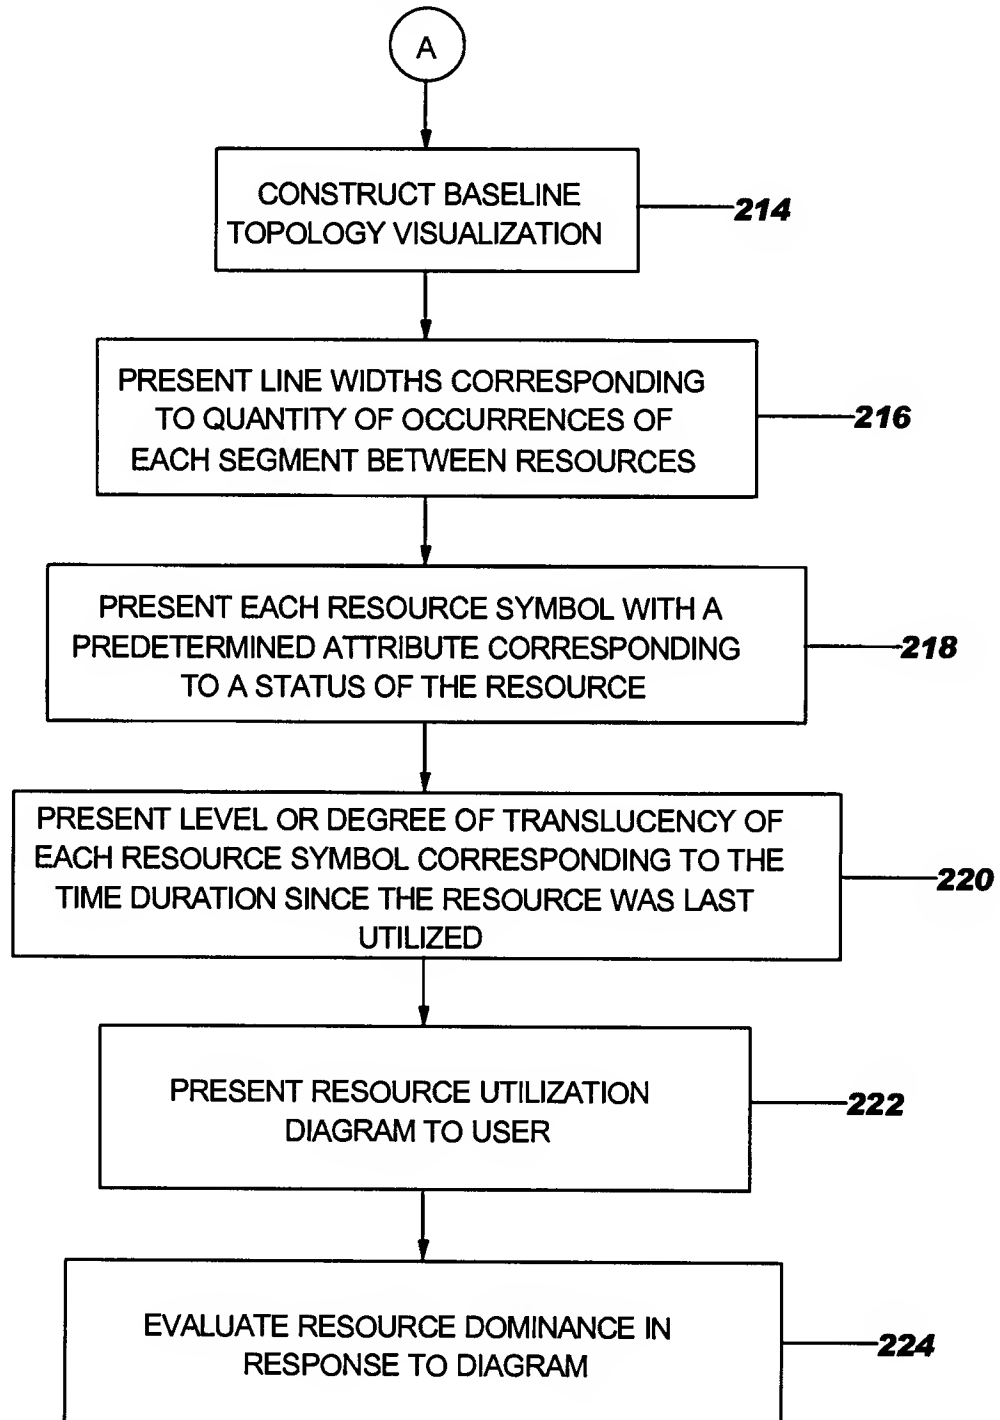 A
CONSTRUCT BASELINE
TOPOLOGY VISUALIZATION
214
PRESENT LINE WIDTHS CORRESPONDING
TO QUANTITY OF OCCURRENCES OF
EACH SEGMENT BETWEEN RESOURCES
216
PRESENT EACH RESOURCE SYMBOL WITH A
PREDETERMINED ATTRIBUTE CORRESPONDING
TO A STATUS OF THE RESOURCE
218
PRESENT LEVEL OR DEGREE OF TRANSLUCENCY OF
EACH RESOURCE SYMBOL CORRESPONDING TO THE
TIME DURATION SINCE THE RESOURCE WAS LAST
UTILIZED
220
PRESENT RESOURCE UTILIZATION
DIAGRAM TO USER
222
EVALUATE RESOURCE DOMINANCE IN
RESPONSE TO DIAGRAM
224